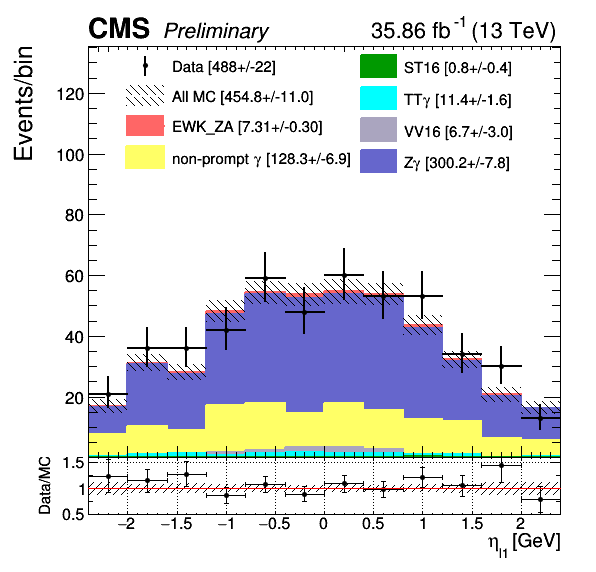 CMS Preliminary 35.86 fb⁻¹ (13 TeV)
Events/bin
Data [488+/-22]
All MC [454.8+/-11.0]
EWK_ZA [7.31+/-0.30]
non-prompt γ [128.3+/-6.9]
ST16 [0.8+/-0.4]
TTγ [11.4+/-1.6]
VV16 [6.7+/-3.0]
Zγ [300.2+/-7.8]
120
100
80
60
40
20
Data/MC
1.5
1
0.5
−2 −1.5 −1 −0.5 0 0.5 1 1.5 2
η_l1 [GeV]